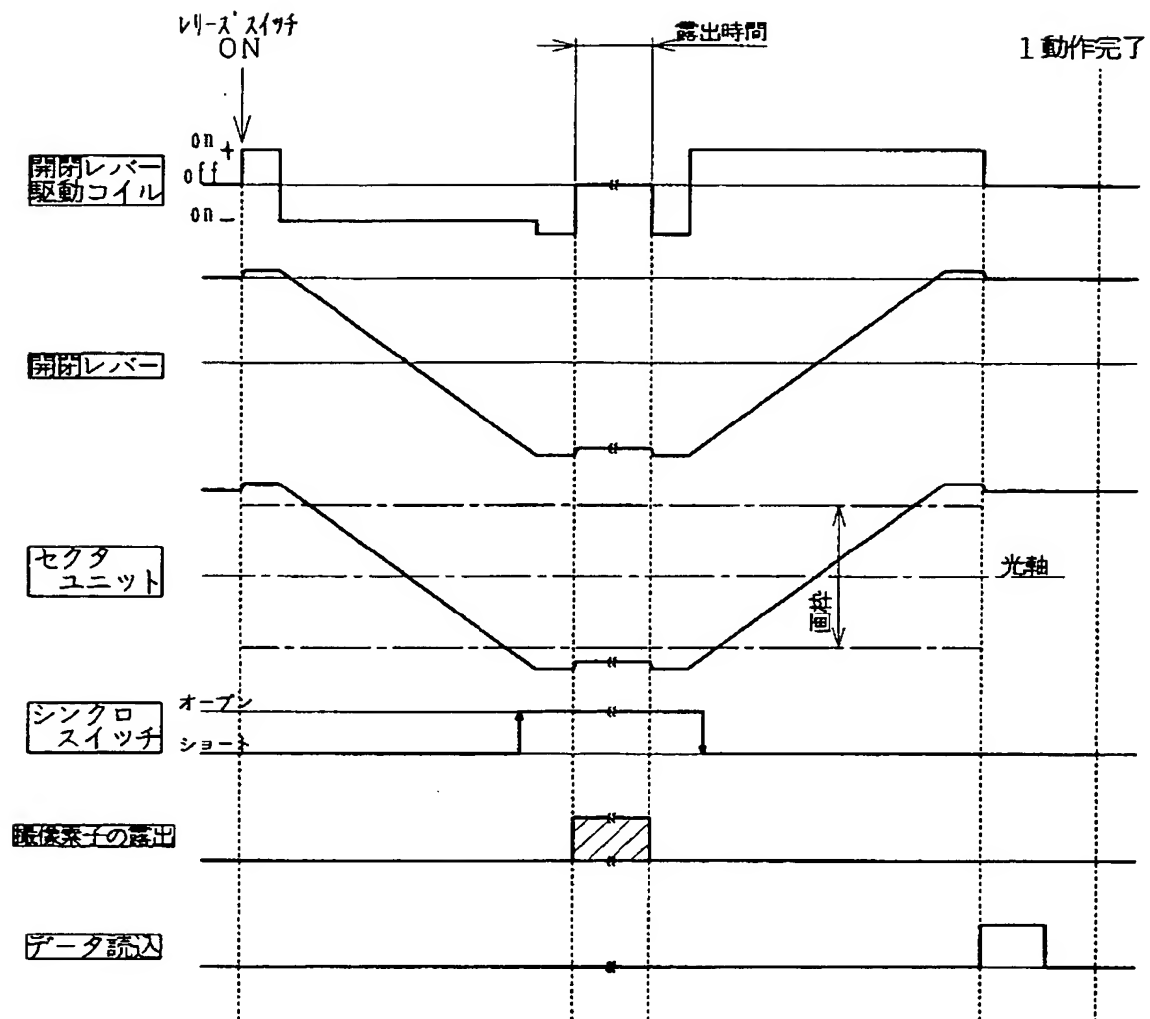 レリーズスイッチ
ON
露出時間
1動作完了
開閉レバー
駆動コイル
on +
off
on −
開閉レバー
セクタ
ユニット
光軸
画枠
シンクロ
スイッチ
オープン
ショート
撮像素子の露出
データ読込